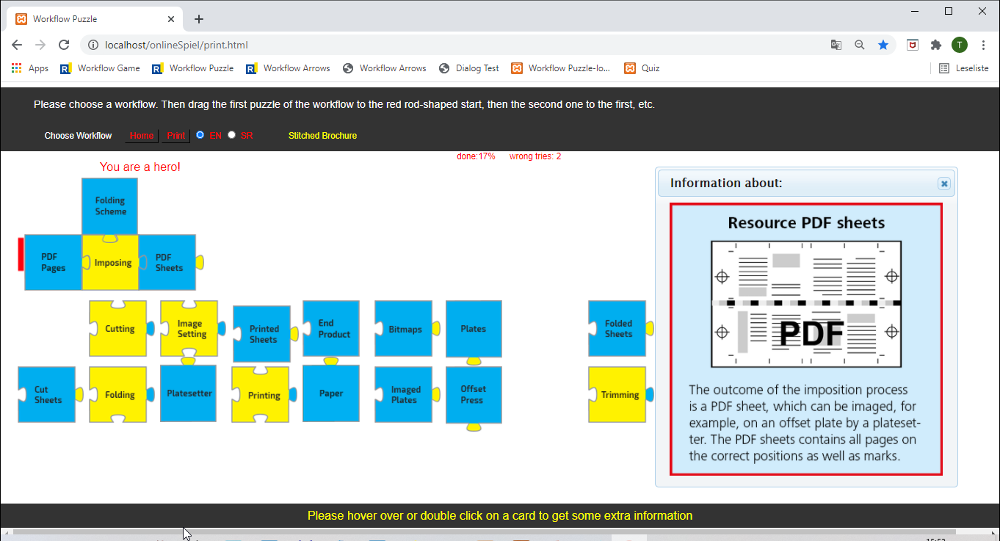 Workflow Puzzle
localhost/onlineSpiel/print.html
T
Apps Workflow Game Workflow Puzzle Workflow Arrows Workflow Arrows Dialog Test Workflow Puzzle-lo... Quiz Leseliste
Please choose a workflow. Then drag the first puzzle of the workflow to the red rod-shaped start, then the second one to the first, etc.
Choose Workflow Home Print EN SR Stitched Brochure
done:17% wrong tries: 2
You are a hero!
Folding
Scheme
PDF
Pages
Imposing
PDF
Sheets
Cutting
Image
Setting
Printed
Sheets
End
Product
Bitmaps
Plates
Folded
Sheets
Cut
Sheets
Folding
Platesetter
Printing
Paper
Imaged
Plates
Offset
Press
Trimming
Information about:
Resource PDF sheets
PDF
The outcome of the imposition process
is a PDF sheet, which can be imaged, for
example, on an offset plate by a plateset-
ter. The PDF sheets contains all pages on
the correct positions as well as marks.
Please hover over or double click on a card to get some extra information